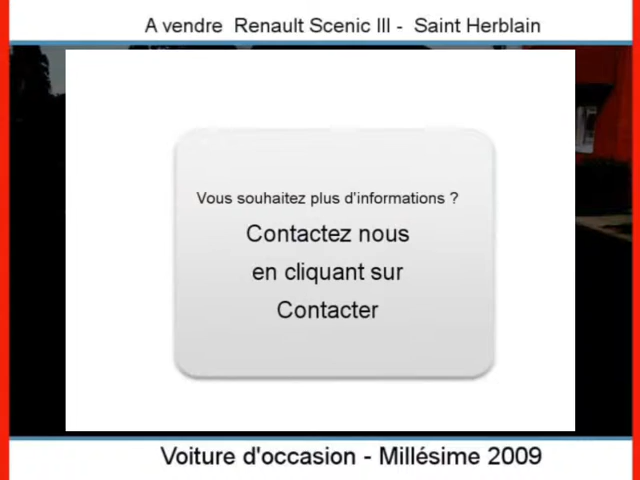 A vendre  Renault Scenic III -  Saint Herblain
Vous souhaitez plus d'informations ?
Contactez nous
en cliquant sur
Contacter
Voiture d'occasion - Millésime 2009